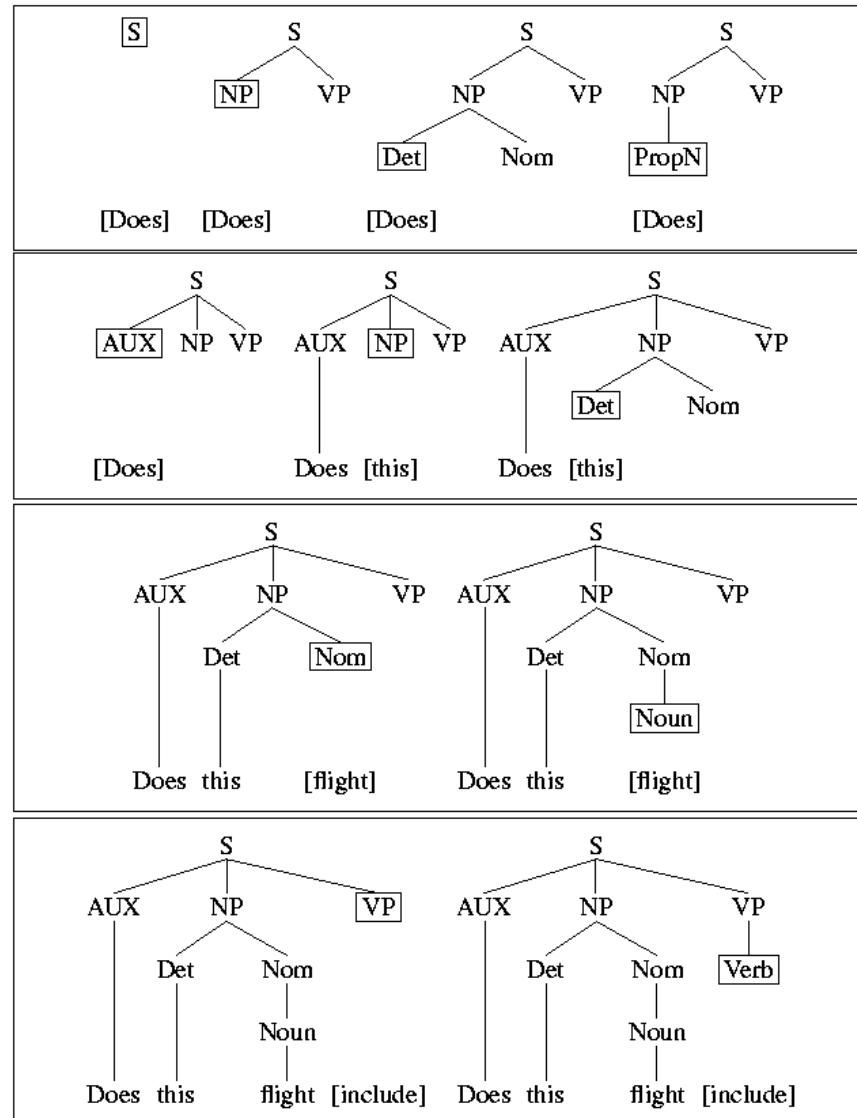 S S S S
NP VP NP VP NP VP
Det Nom PropN
[Does] [Does] [Does] [Does]
S S S
AUX NP VP AUX NP VP AUX NP VP
Det Nom
[Does] Does [this] Does [this]
S S
AUX NP VP AUX NP VP
Det Nom Det Nom
Noun
Does this [flight] Does this [flight]
S S
AUX NP VP AUX NP VP
Det Nom Det Nom Verb
Noun Noun
Does this flight [include] Does this flight [include]